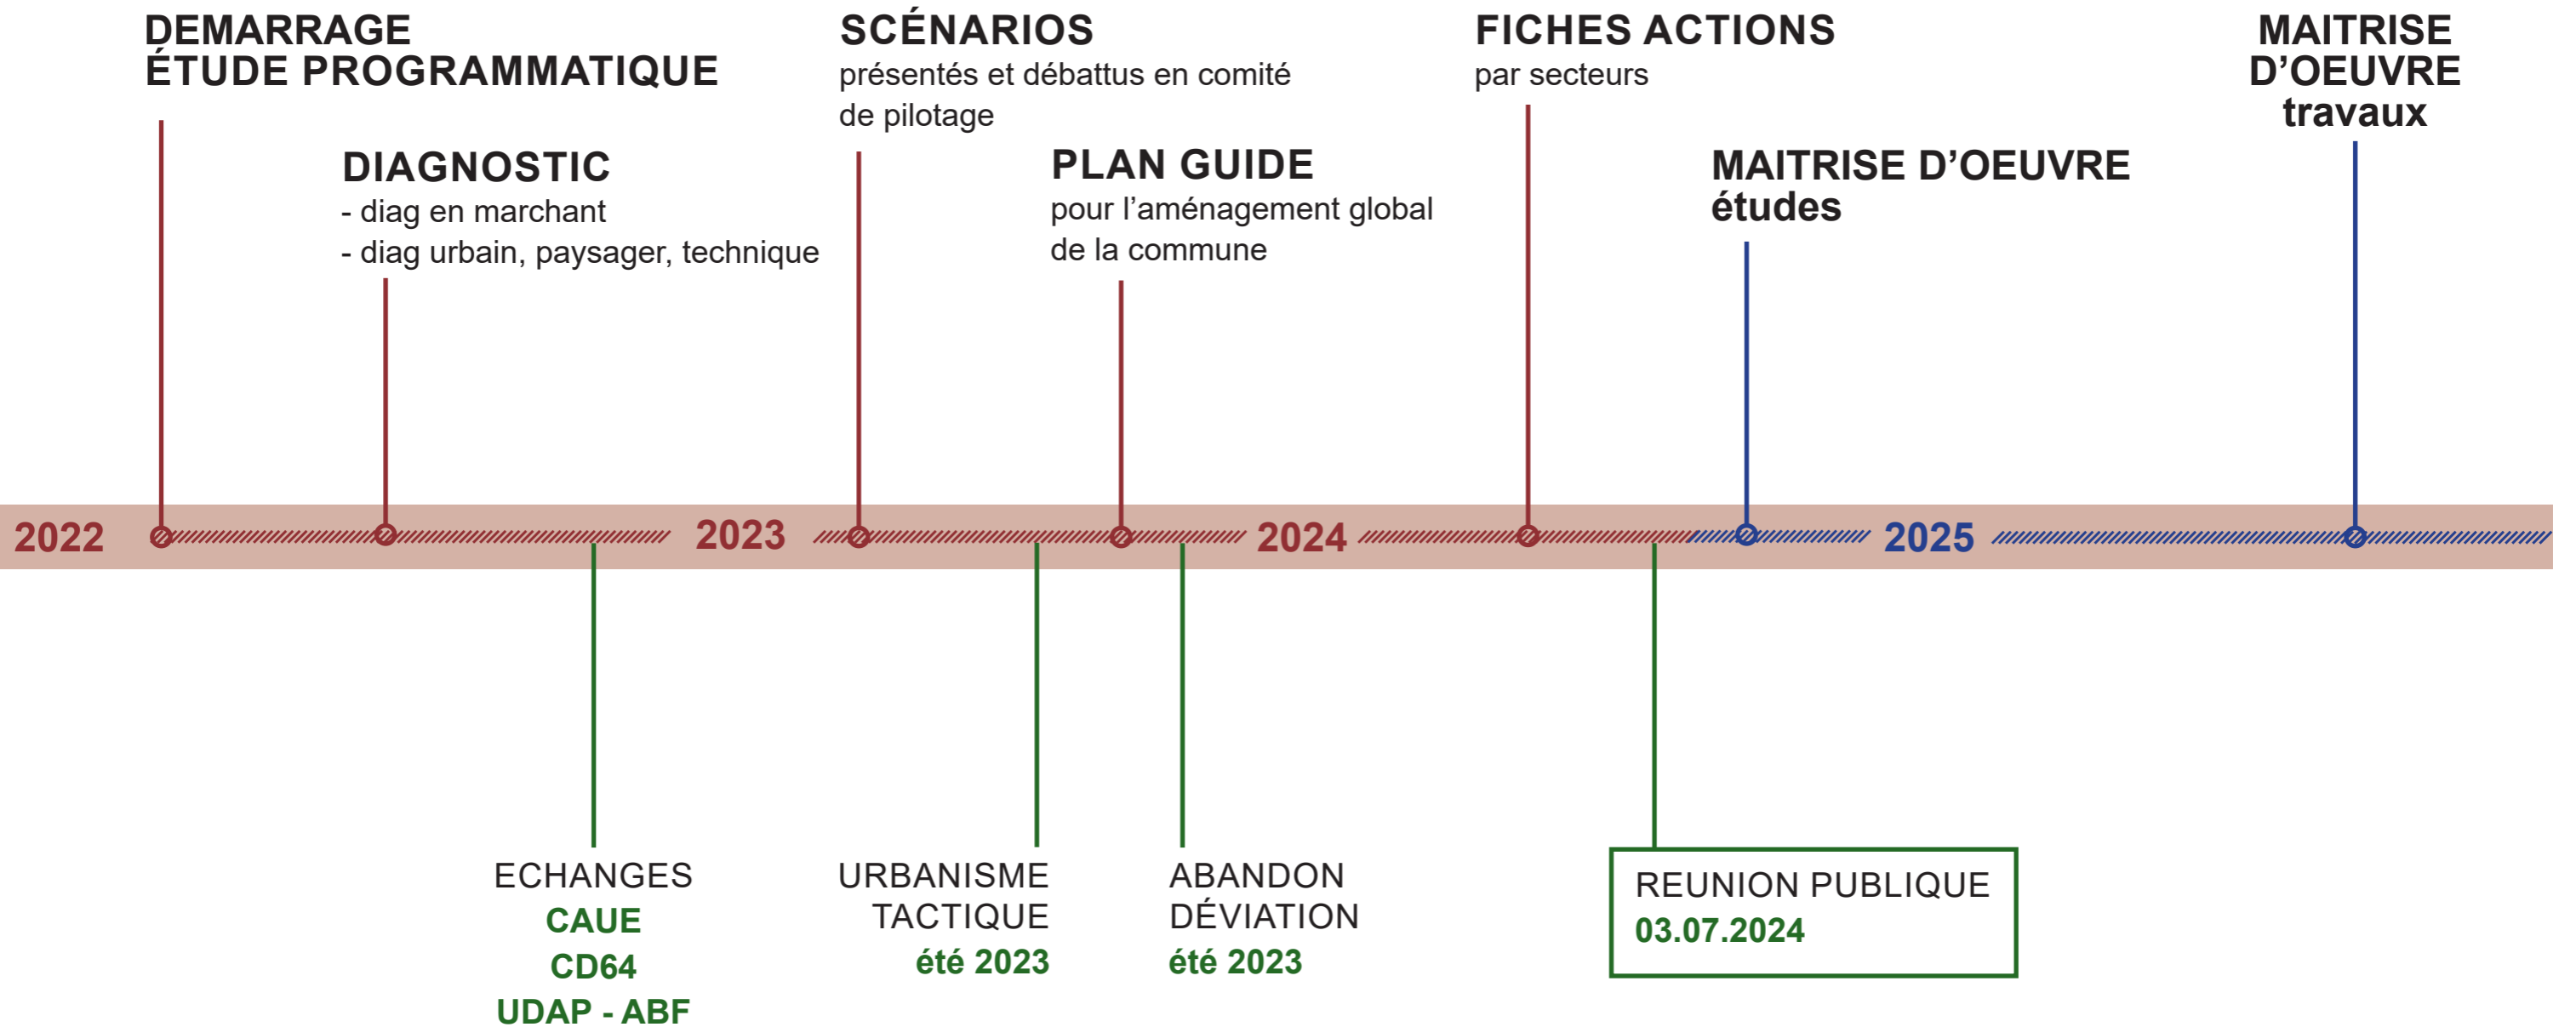 DEMARRAGE
ÉTUDE PROGRAMMATIQUE
DIAGNOSTIC
- diag en marchant
- diag urbain, paysager, technique
SCÉNARIOS
présentés et débattus en comité
de pilotage
PLAN GUIDE
pour l’aménagement global
de la commune
FICHES ACTIONS
par secteurs
MAITRISE D’OEUVRE
études
MAITRISE
D’OEUVRE
travaux
2022
2023
2024
2025
ECHANGES
CAUE
CD64
UDAP - ABF
URBANISME
TACTIQUE
été 2023
ABANDON
DÉVIATION
été 2023
REUNION PUBLIQUE
03.07.2024